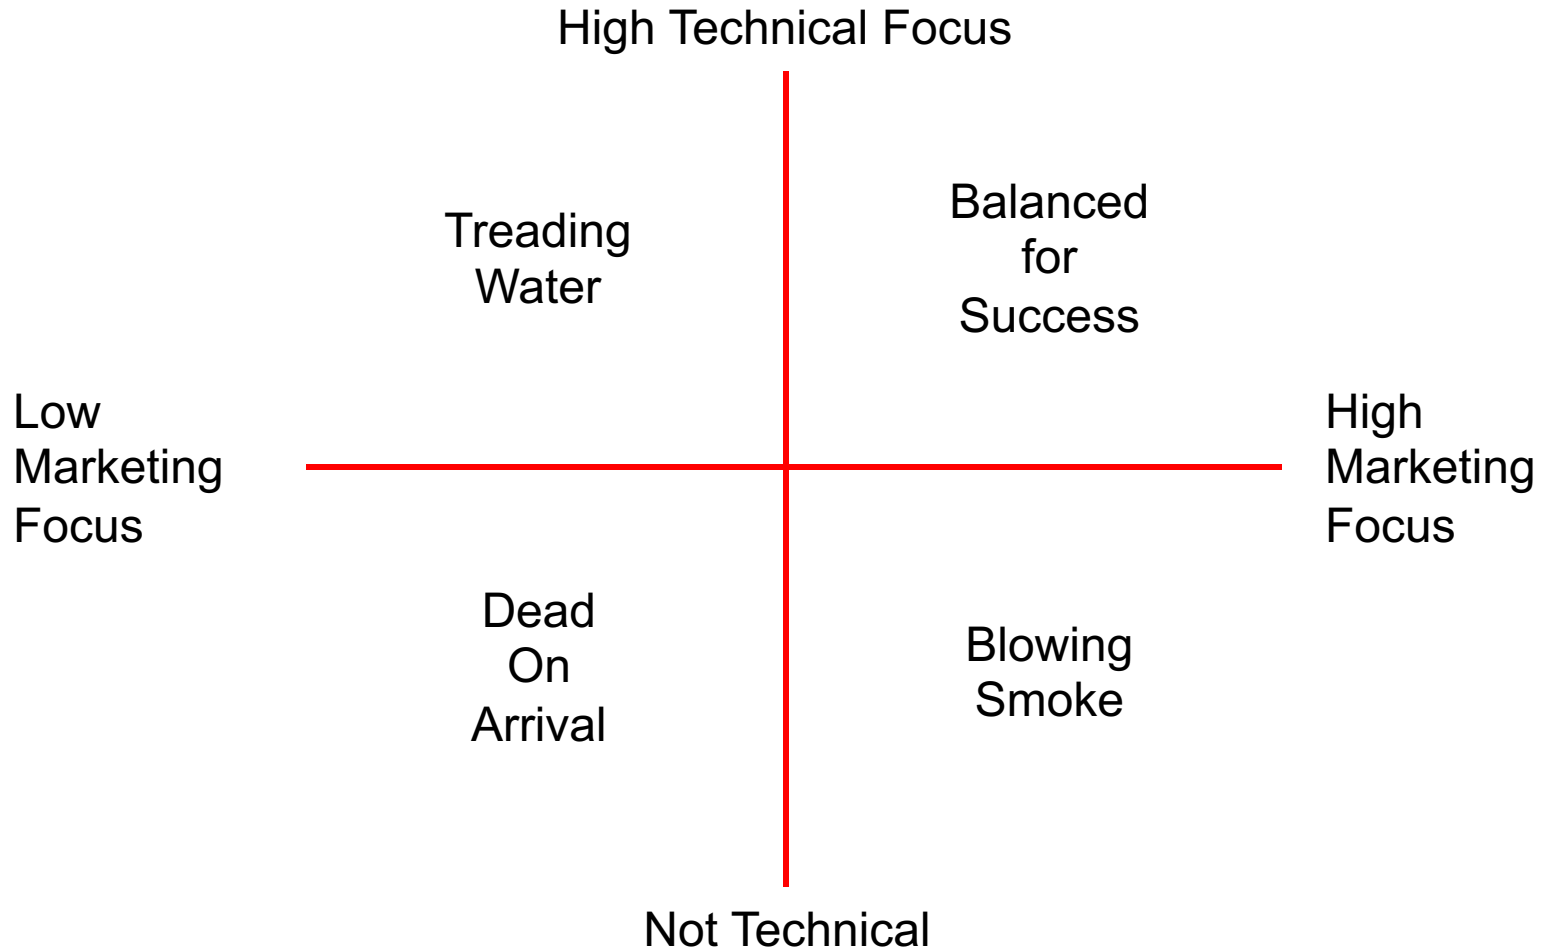 High Technical Focus
Treading
Water
Balanced
for
Success
Low
Marketing
Focus
High
Marketing
Focus
Dead
On
Arrival
Blowing
Smoke
Not Technical